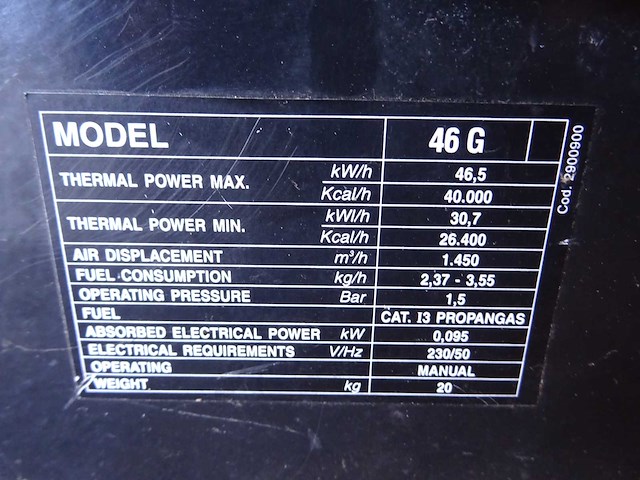 MODEL 46 G
THERMAL POWER MAX. kW/h 46,5
Kcal/h 40.000
THERMAL POWER MIN. kWl/h 30,7
Kcal/h 26.400
AIR DISPLACEMENT m³/h 1.450
FUEL CONSUMPTION kg/h 2,37 - 3,55
OPERATING PRESSURE Bar 1,5
FUEL CAT. I3 PROPANGAS
ABSORBED ELECTRICAL POWER kW 0,095
ELECTRICAL REQUIREMENTS V/Hz 230/50
OPERATING MANUAL
WEIGHT kg 20
Cod. 2900900